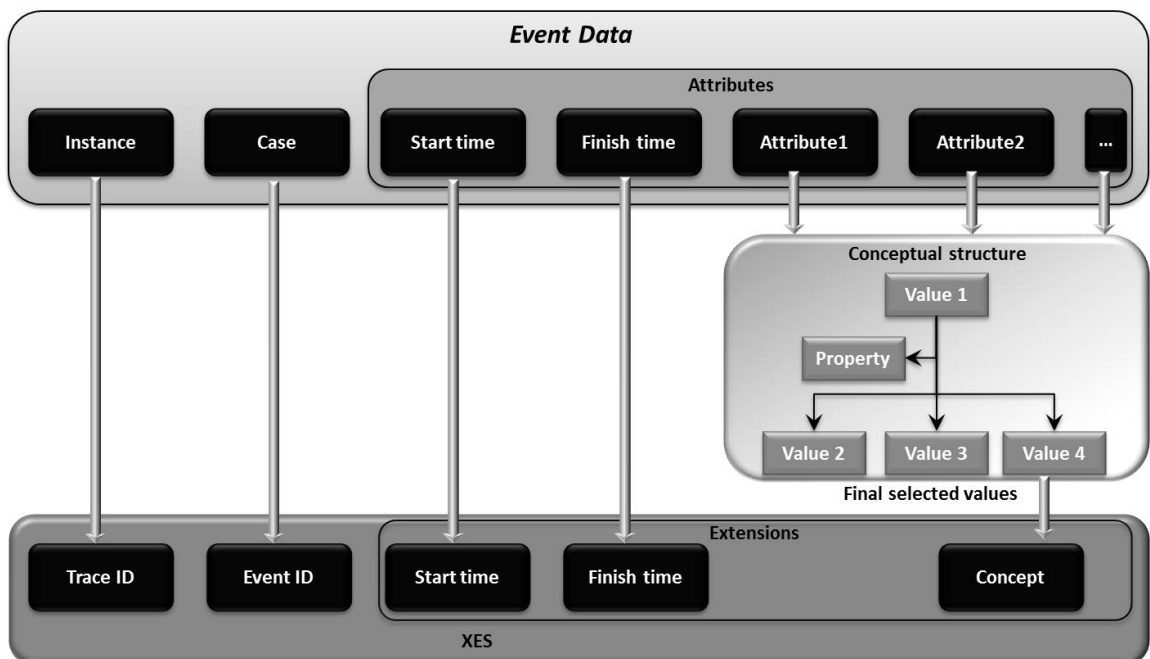 Event Data
Attributes
Instance
Case
Start time
Finish time
Attribute1
Attribute2
...
Conceptual structure
Value 1
Property
Value 2
Value 3
Value 4
Final selected values
Extensions
Trace ID
Event ID
Start time
Finish time
Concept
XES